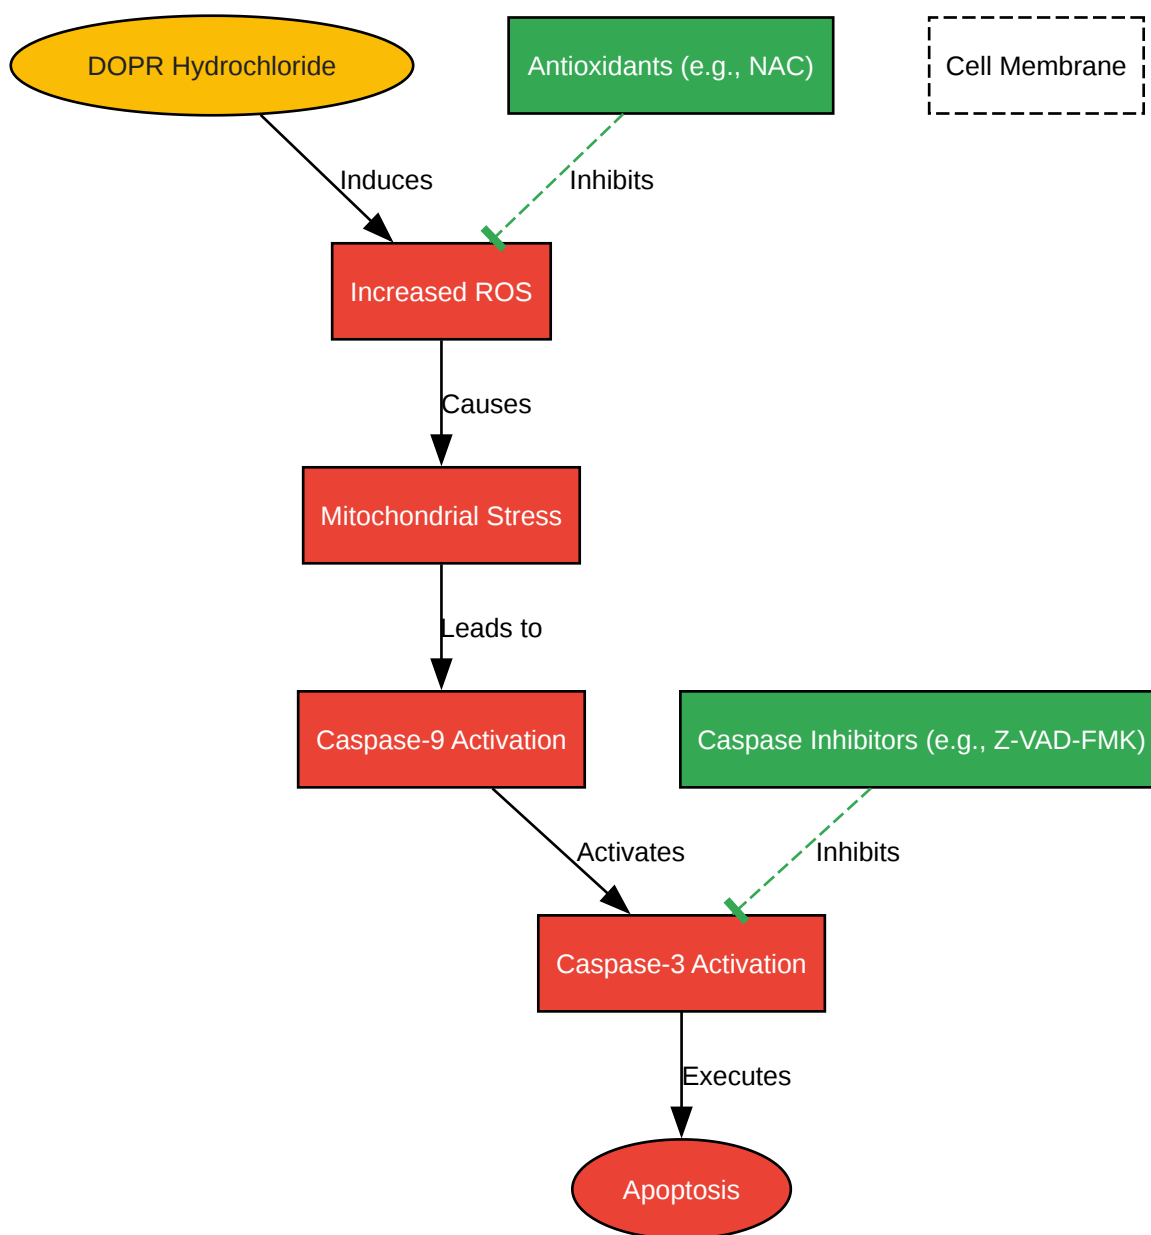 DOPR Hydrochloride
Antioxidants (e.g., NAC)
Cell Membrane
Induces
Inhibits
Increased ROS
Causes
Mitochondrial Stress
Leads to
Caspase-9 Activation
Caspase Inhibitors (e.g., Z-VAD-FMK)
Activates
Inhibits
Caspase-3 Activation
Executes
Apoptosis